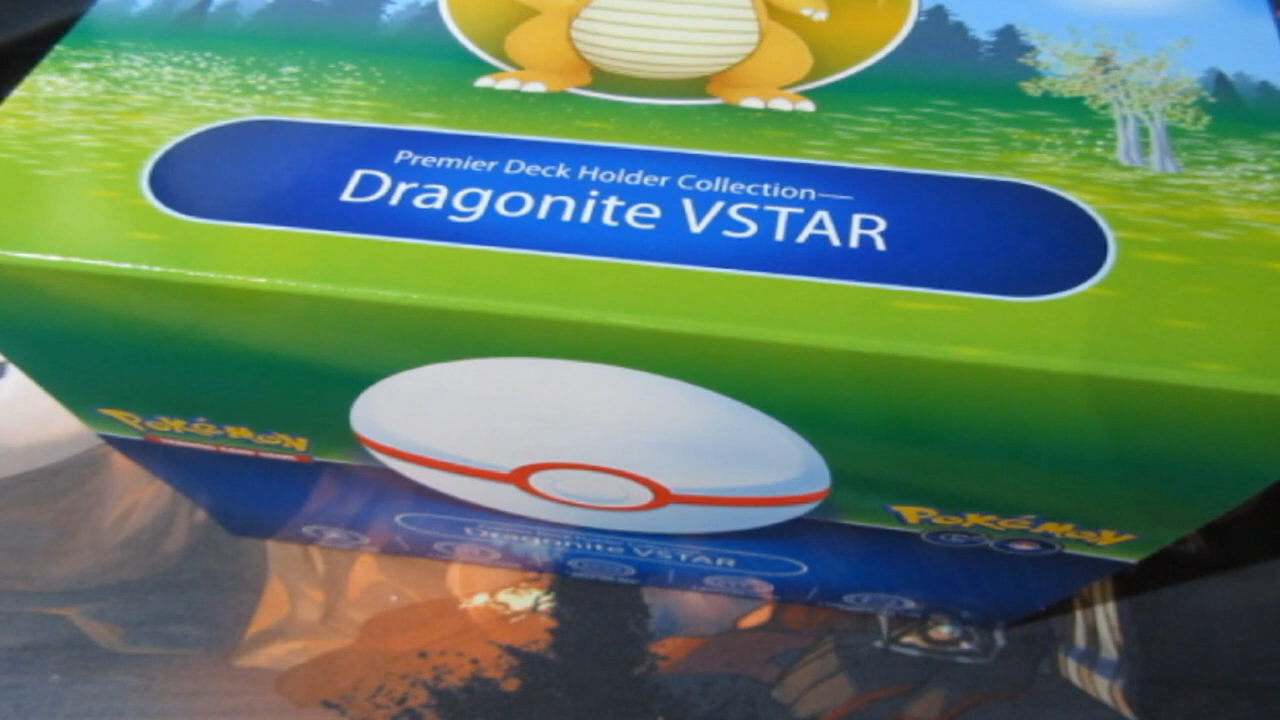 Premier Deck Holder Collection—
Dragonite VSTAR
Pokémon
Pokémon
GO
Dragonite VSTAR